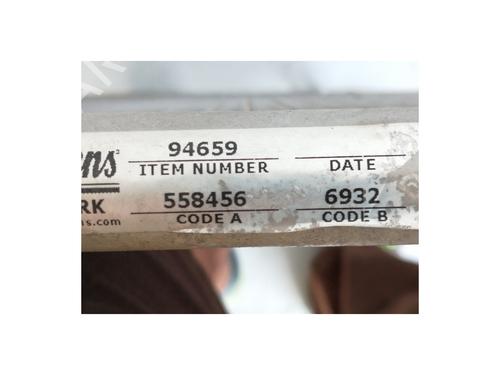 94659
ITEM NUMBER DATE
558456 6932
CODE A CODE B